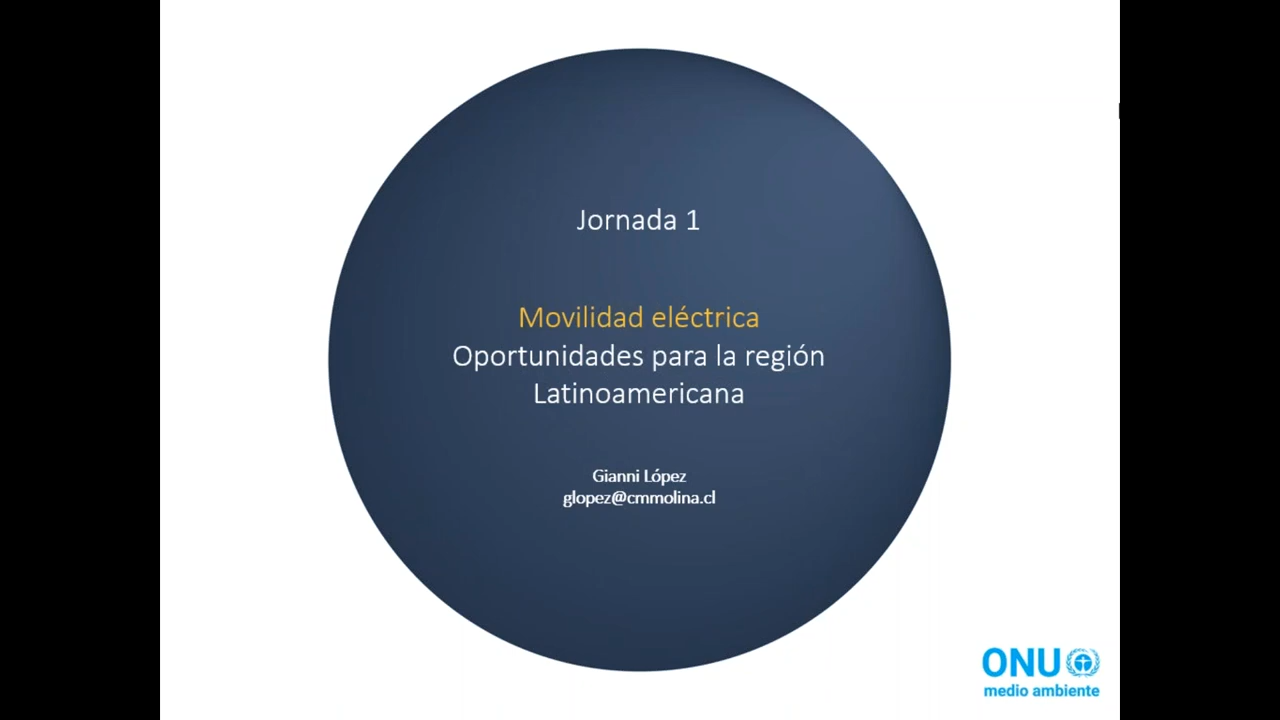 Jornada 1
Movilidad eléctrica
Oportunidades para la región
Latinoamericana
Gianni López
glopez@cmmolina.cl
ONU
medio ambiente